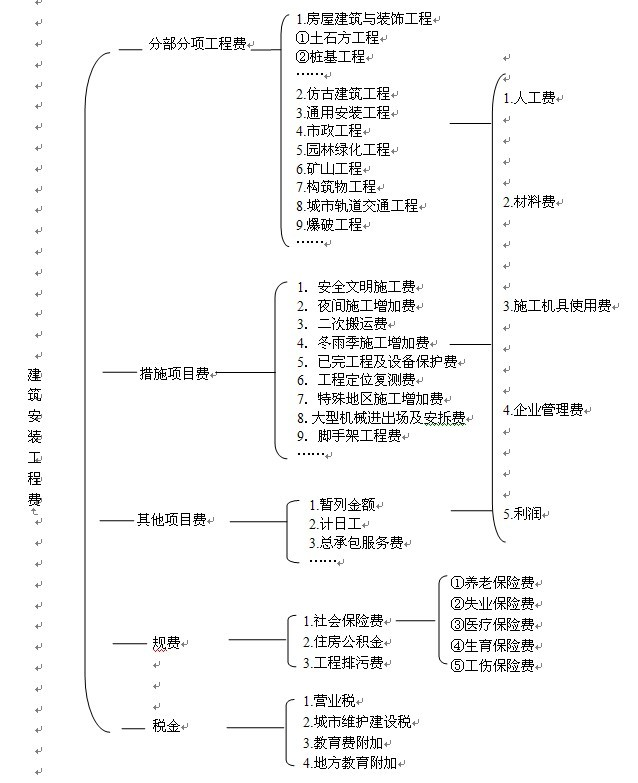 建筑安装工程费
分部分项工程费
1.房屋建筑与装饰工程
①土石方工程
②桩基工程
……
2.仿古建筑工程
3.通用安装工程
4.市政工程
5.园林绿化工程
6.矿山工程
7.构筑物工程
8.城市轨道交通工程
9.爆破工程
……
措施项目费
1. 安全文明施工费
2. 夜间施工增加费
3. 二次搬运费
4. 冬雨季施工增加费
5. 已完工程及设备保护费
6. 工程定位复测费
7. 特殊地区施工增加费
8.大型机械进出场及安拆费
9. 脚手架工程费
……
其他项目费
1.暂列金额
2.计日工
3.总承包服务费
……
1.人工费
2.材料费
3.施工机具使用费
4.企业管理费
5.利润
规费
1.社会保险费
2.住房公积金
3.工程排污费
①养老保险费
②失业保险费
③医疗保险费
④生育保险费
⑤工伤保险费
税金
1.营业税
2.城市维护建设税
3.教育费附加
4.地方教育附加